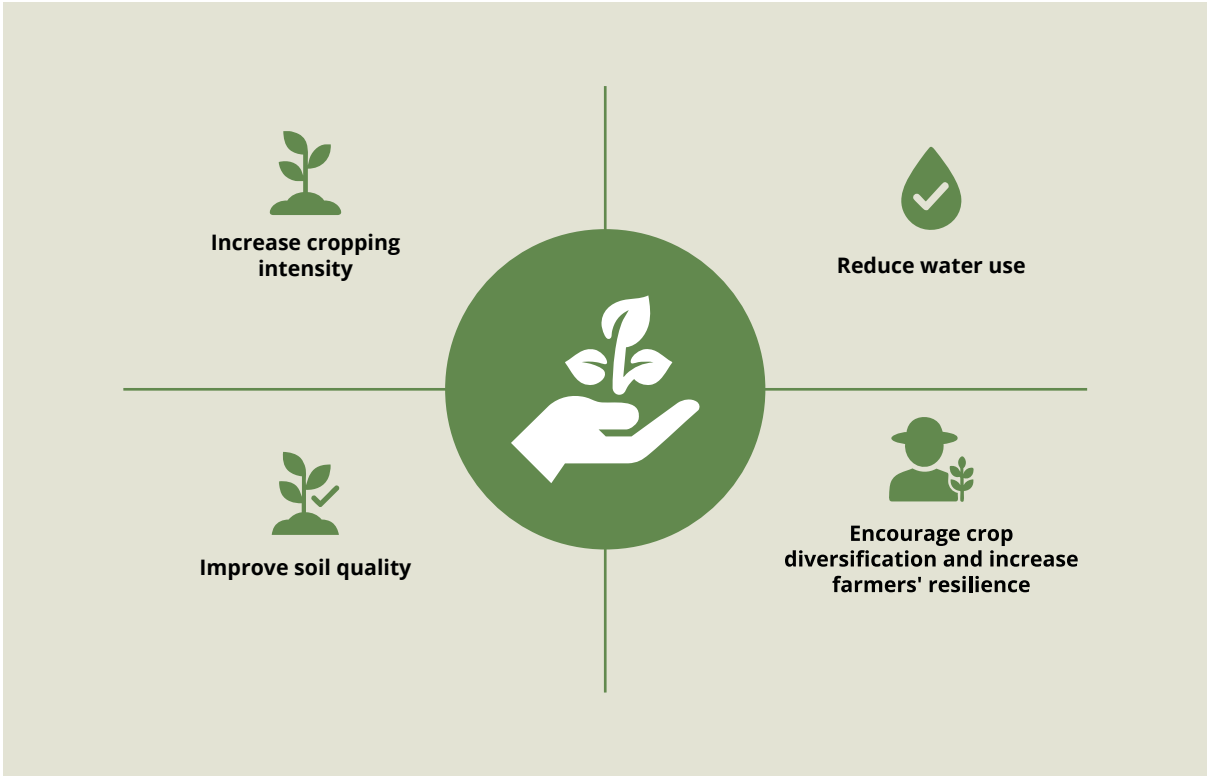 Increase cropping
intensity
Reduce water use
Improve soil quality
Encourage crop
diversification and increase
farmers' resilience